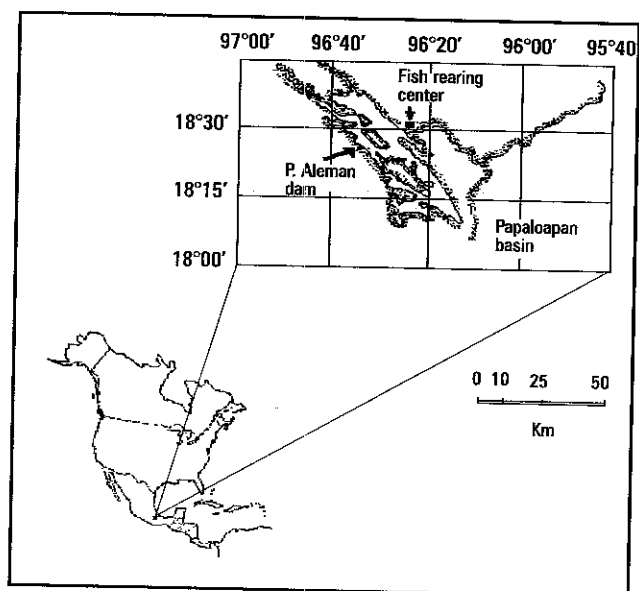 97°00' 96°40' 96°20' 96°00' 95°40'
Fish rearing
center
18°30'
P. Aleman
dam
18°15'
Papaloapan
basin
18°00'
0 10 25 50
Km